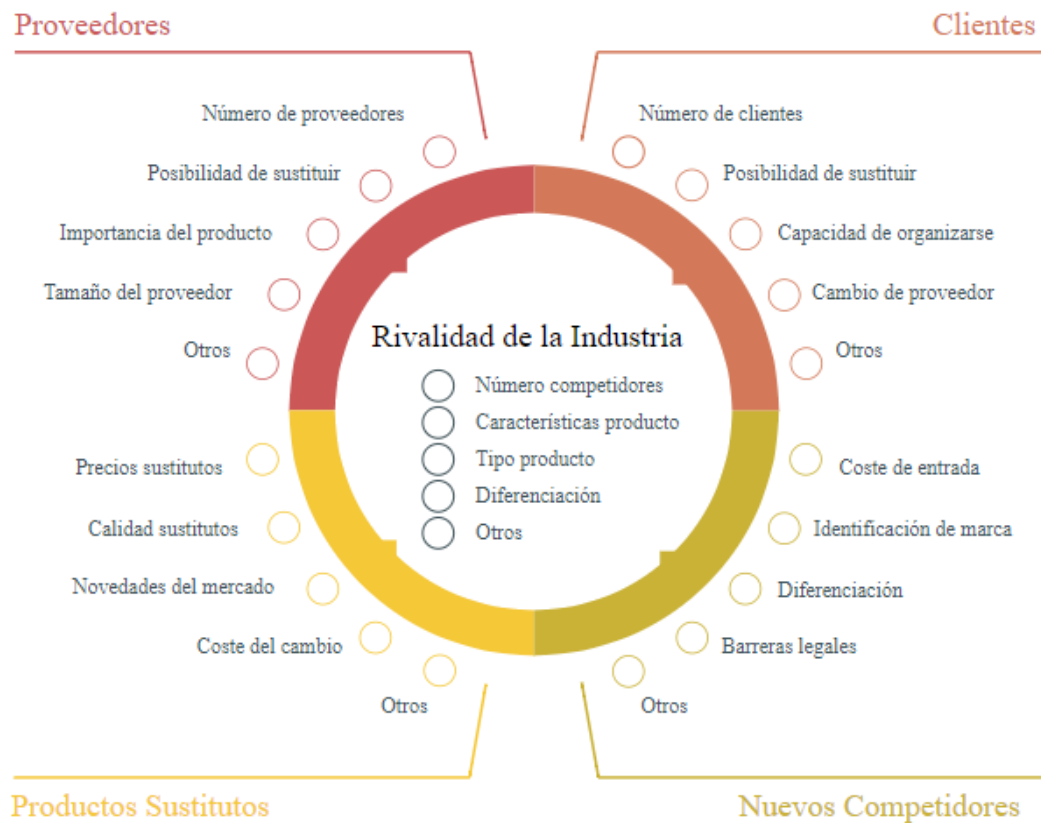 Proveedores
Clientes
Número de proveedores
Posibilidad de sustituir
Importancia del producto
Tamaño del proveedor
Otros
Número de clientes
Posibilidad de sustituir
Capacidad de organizarse
Cambio de proveedor
Otros
Rivalidad de la Industria
Número competidores
Características producto
Tipo producto
Diferenciación
Otros
Precios sustitutos
Calidad sustitutos
Novedades del mercado
Coste del cambio
Otros
Coste de entrada
Identificación de marca
Diferenciación
Barreras legales
Otros
Productos Sustitutos
Nuevos Competidores